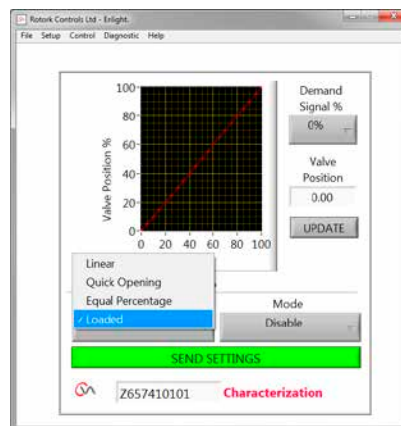 Rotork Controls Ltd - Enlight.
File Setup Control Diagnostic Help
100-
80-
60-
40-
20-
0-
Valve Position %
0 20 40 60 80 100
Demand
Signal %
0%
Valve
Position
0.00
UPDATE
Linear
Quick Opening
Equal Percentage
✓ Loaded
Mode
Disable
SEND SETTINGS
Z657410101
Characterization